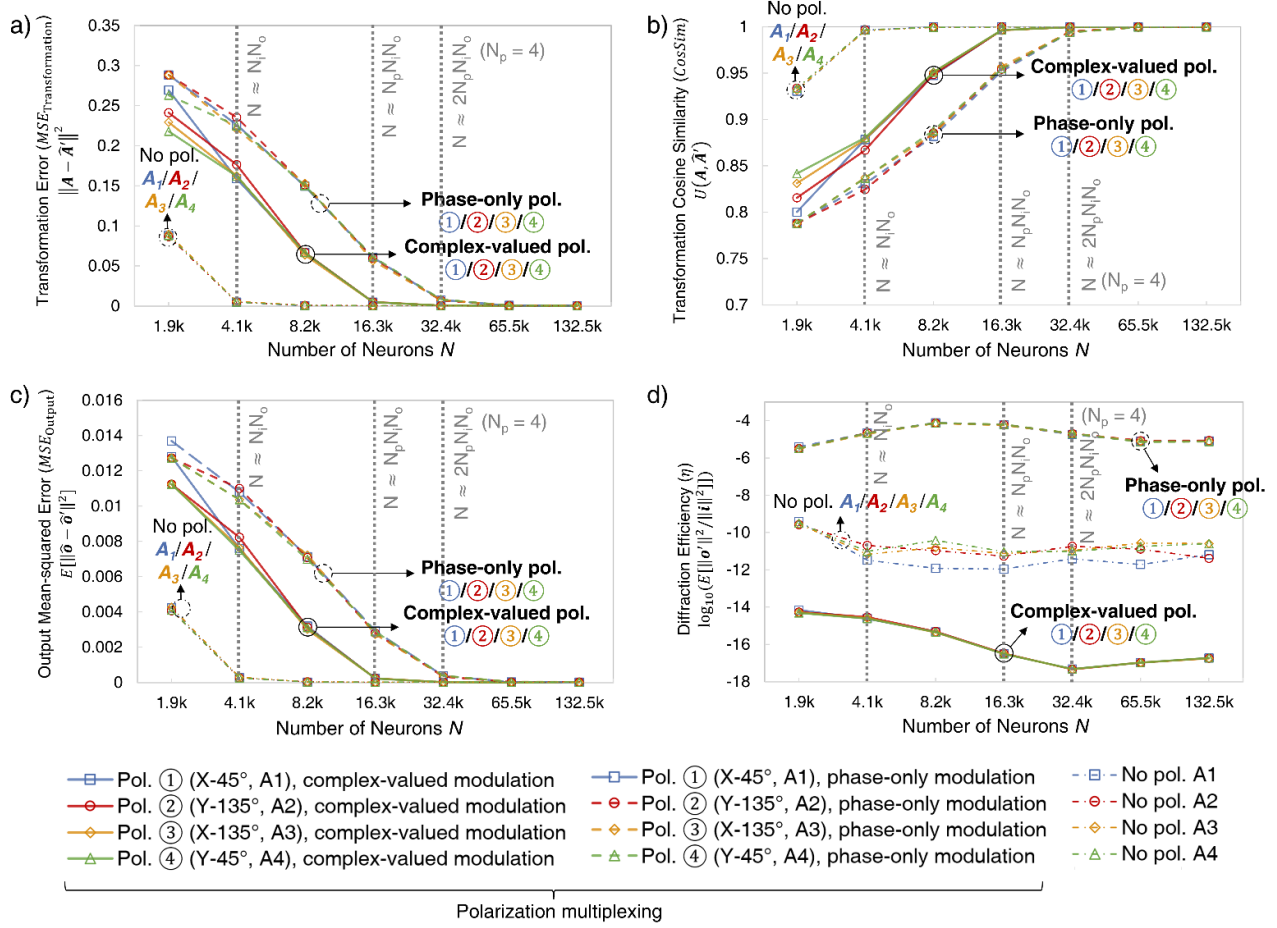 a)
Transformation Error (MSE_Transformation)
‖A − Â′‖²
0.35
0.3
0.25
0.2
0.15
0.1
0.05
0
1.9k 4.1k 8.2k 16.3k 32.4k 65.5k 132.5k
Number of Neurons N
N ≈ NᵢNₒ
N ≈ NₚNᵢNₒ
N ≈ 2NₚNᵢNₒ
(Nₚ = 4)
No pol.
A₁/A₂/
A₃/A₄
Phase-only pol.
①/②/③/④
Complex-valued pol.
①/②/③/④
b)
Transformation Cosine Similarity (CosSim)
U(A, Â′)
1
0.95
0.9
0.85
0.8
0.75
0.7
1.9k 4.1k 8.2k 16.3k 32.4k 65.5k 132.5k
Number of Neurons N
No pol.
A₁/A₂/
A₃/A₄
Complex-valued pol.
①/②/③/④
Phase-only pol.
①/②/③/④
N ≈ NᵢNₒ
N ≈ NₚNᵢNₒ
N ≈ 2NₚNᵢNₒ
(Nₚ = 4)
c)
Output Mean-squared Error (MSE_Output)
E[‖ô − ô′‖²]
0.016
0.014
0.012
0.01
0.008
0.006
0.004
0.002
0
1.9k 4.1k 8.2k 16.3k 32.4k 65.5k 132.5k
Number of Neurons N
N ≈ NᵢNₒ
N ≈ NₚNᵢNₒ
N ≈ 2NₚNᵢNₒ
(Nₚ = 4)
No pol.
A₁/A₂/
A₃/A₄
Phase-only pol.
①/②/③/④
Complex-valued pol.
①/②/③/④
d)
Diffraction Efficiency (η)
log₁₀(E[‖o′‖²/‖i‖²]])
-4
-6
-8
-10
-12
-14
-16
-18
1.9k 4.1k 8.2k 16.3k 32.4k 65.5k 132.5k
Number of Neurons N
N ≈ NᵢNₒ
N ≈ NₚNᵢNₒ
N ≈ 2NₚNᵢNₒ
(Nₚ = 4)
Phase-only pol.
①/②/③/④
No pol. A₁/A₂/A₃/A₄
Complex-valued pol.
①/②/③/④
Pol. ① (X-45°, A1), complex-valued modulation
Pol. ② (Y-135°, A2), complex-valued modulation
Pol. ③ (X-135°, A3), complex-valued modulation
Pol. ④ (Y-45°, A4), complex-valued modulation
Pol. ① (X-45°, A1), phase-only modulation
Pol. ② (Y-135°, A2), phase-only modulation
Pol. ③ (X-135°, A3), phase-only modulation
Pol. ④ (Y-45°, A4), phase-only modulation
No pol. A1
No pol. A2
No pol. A3
No pol. A4
Polarization multiplexing